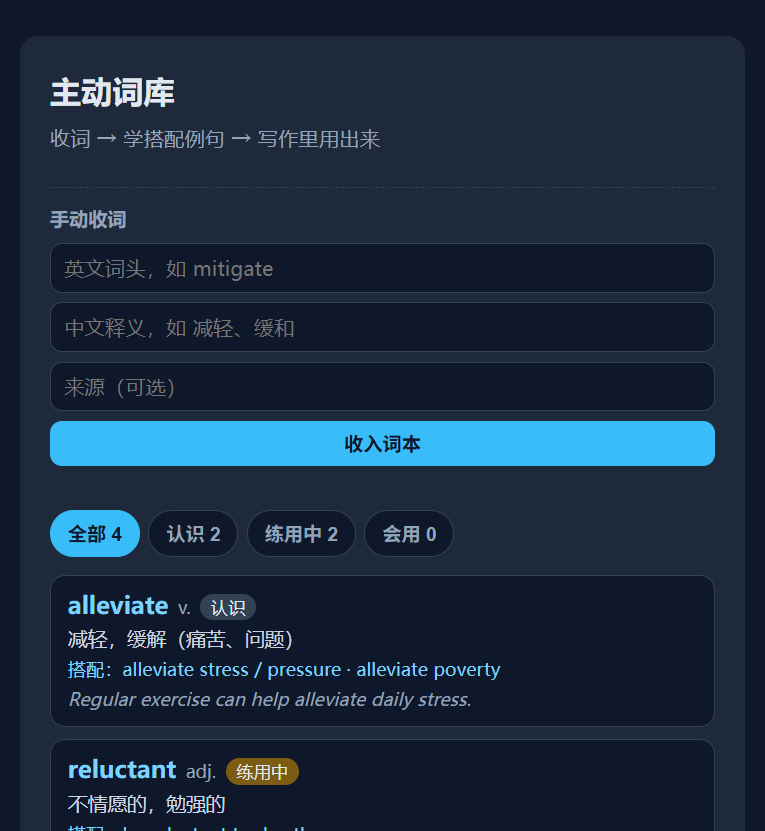 主动词库
收词 → 学搭配例句 → 写作里用出来
手动收词
英文词头，如 mitigate
中文释义，如 减轻、缓和
来源（可选）
收入词本
全部 4 认识 2 练用中 2 会用 0
alleviate v. 认识
减轻，缓解（痛苦、问题）
搭配：alleviate stress / pressure · alleviate poverty
Regular exercise can help alleviate daily stress.
reluctant adj. 练用中
不情愿的，勉强的